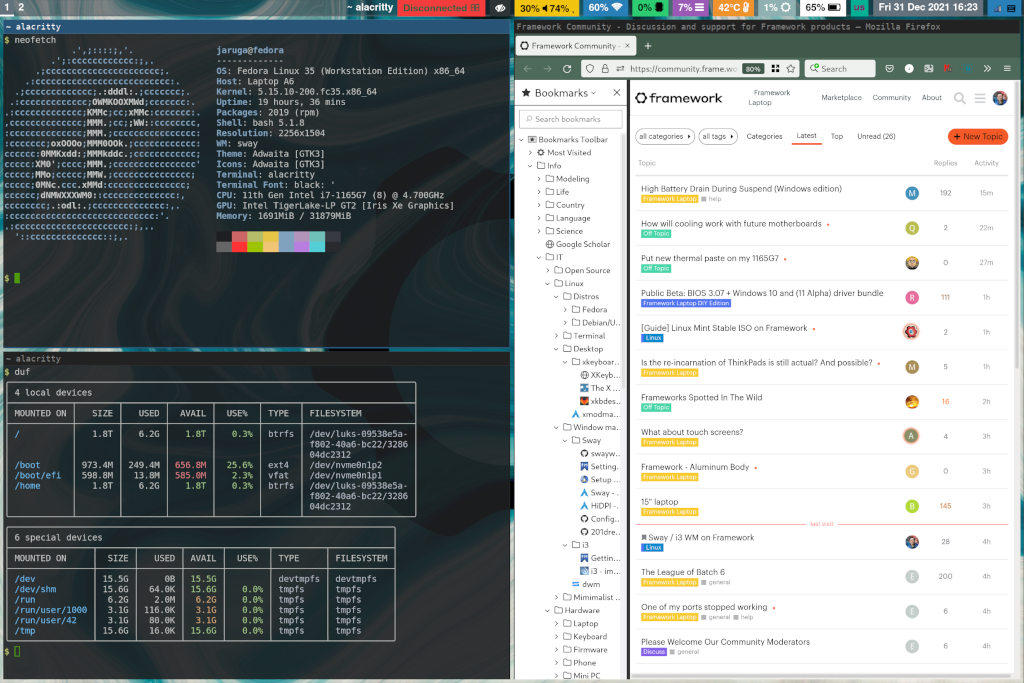 1 2
~ alacritty
Disconnected
30% 74%
60%
0%
7%
42°C
1%
65%
US
Fri 31 Dec 2021 16:23
~ alacritty
$ neofetch
jaruga@fedora
-------------
OS: Fedora Linux 35 (Workstation Edition) x86_64
Host: Laptop A6
Kernel: 5.15.10-200.fc35.x86_64
Uptime: 19 hours, 36 mins
Packages: 2019 (rpm)
Shell: bash 5.1.8
Resolution: 2256x1504
WM: sway
Theme: Adwaita [GTK3]
Icons: Adwaita [GTK3]
Terminal: alacritty
Terminal Font: black: '
CPU: 11th Gen Intel i7-1165G7 (8) @ 4.700GHz
GPU: Intel TigerLake-LP GT2 [Iris Xe Graphics]
Memory: 1691MiB / 31879MiB
$
~ alacritty
$ duf
4 local devices
MOUNTED ON SIZE USED AVAIL USE% TYPE FILESYSTEM
/ 1.8T 6.2G 1.8T 0.3% btrfs /dev/luks-09538e5a-
f802-40a6-bc22/3286
04dc2312
/boot 973.4M 249.4M 656.8M 25.6% ext4 /dev/nvme0n1p2
/boot/efi 598.8M 13.8M 585.0M 2.3% vfat /dev/nvme0n1p1
/home 1.8T 6.2G 1.8T 0.3% btrfs /dev/luks-09538e5a-
f802-40a6-bc22/3286
04dc2312
6 special devices
MOUNTED ON SIZE USED AVAIL USE% TYPE FILESYSTEM
/dev 15.5G 0B 15.5G devtmpfs devtmpfs
/dev/shm 15.6G 64.0K 15.6G 0.0% tmpfs tmpfs
/run 6.2G 2.0M 6.2G 0.0% tmpfs tmpfs
/run/user/1000 3.1G 116.0K 3.1G 0.0% tmpfs tmpfs
/run/user/42 3.1G 80.0K 3.1G 0.0% tmpfs tmpfs
/tmp 15.6G 16.0K 15.6G 0.0% tmpfs tmpfs
$
Framework Community - Discussion and support for Framework products — Mozilla Firefox
Framework Community -
https://community.frame.wo
80%
Search
Bookmarks
Search bookmarks
Bookmarks Toolbar
Most Visited
Info
Modeling
Life
Country
Language
Science
Google Scholar
IT
Open Source
Linux
Distros
Fedora
Debian/U...
Terminal
Desktop
xkeyboar...
XKeyb...
The X ...
xkbdes...
xmodma...
Window ma...
Sway
swayw...
Setting...
Setup ...
Sway - ...
HiDPI - ...
Config...
201dre...
i3
Gettin...
i3 - im...
dwm
Mimimalist ...
Hardware
Laptop
Keyboard
Firmware
Phone
Mini PC
framework
Framework
Laptop
Marketplace
Community
About
all categories
all tags
Categories
Latest
Top
Unread (26)
+ New Topic
Topic Replies Activity
High Battery Drain During Suspend (Windows edition) M 192 15m
Framework Laptop help
How will cooling work with future motherboards Q 2 22m
Off Topic
Put new thermal paste on my 1165G7 0 27m
Off Topic
Public Beta: BIOS 3.07 + Windows 10 and (11 Alpha) driver bundle R 111 1h
Framework Laptop DIY Edition
[Guide] Linux Mint Stable ISO on Framework 2 1h
Linux
Is the re-incarnation of ThinkPads is still actual? And possible? M 5 1h
Framework Laptop
Frameworks Spotted In The Wild 16 2h
Off Topic
What about touch screens? A 4 3h
Framework Laptop
Framework - Aluminum Body G 0 3h
Framework Laptop
15" laptop B 145 3h
Framework Laptop
last visit
Sway / i3 WM on Framework 28 4h
Linux
The League of Batch 6 E 200 4h
Framework Laptop general
One of my ports stopped working E 6 4h
Framework Laptop general help
Please Welcome Our Community Moderators E 6 4h
Discuss general